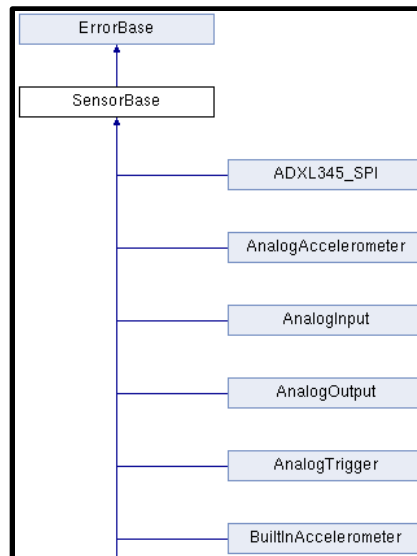 ErrorBase
SensorBase
ADXL345_SPI
AnalogAccelerometer
AnalogInput
AnalogOutput
AnalogTrigger
BuiltInAccelerometer